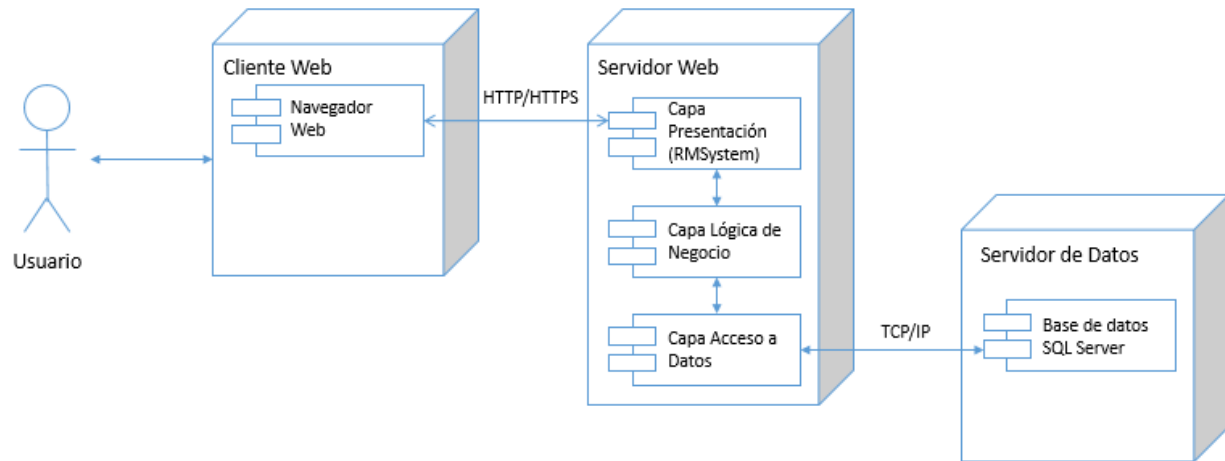 Usuario
Cliente Web
Navegador
Web
HTTP/HTTPS
Servidor Web
Capa
Presentación
(RMSystem)
Capa Lógica de
Negocio
Capa Acceso a
Datos
TCP/IP
Servidor de Datos
Base de datos
SQL Server